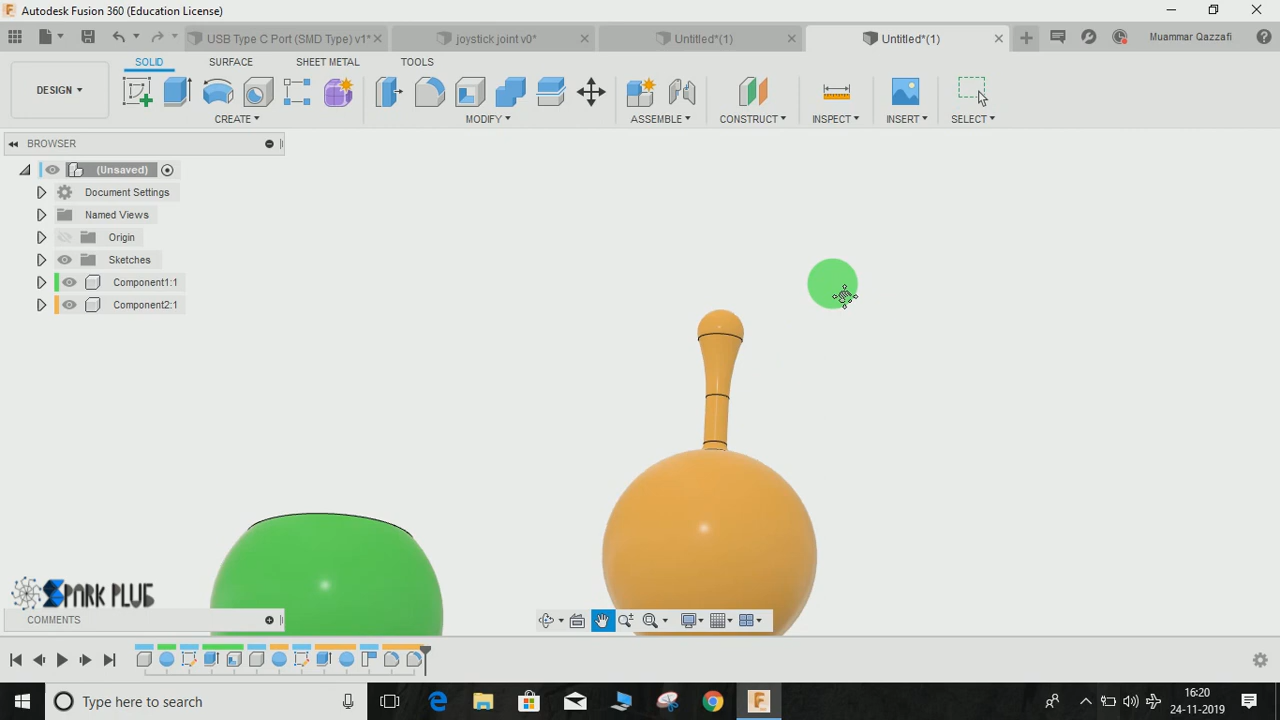 Autodesk Fusion 360 (Education License)
USB Type C Port (SMD Type) v1*
joystick joint v0*
Untitled*(1)
Untitled*(1)
Muammar Qazzafi
SOLID
SURFACE
SHEET METAL
TOOLS
DESIGN
CREATE
MODIFY
ASSEMBLE
CONSTRUCT
INSPECT
INSERT
SELECT
BROWSER
(Unsaved)
Document Settings
Named Views
Origin
Sketches
Component1:1
Component2:1
SPARK PLUG
COMMENTS
Type here to search
16:20
24-11-2019